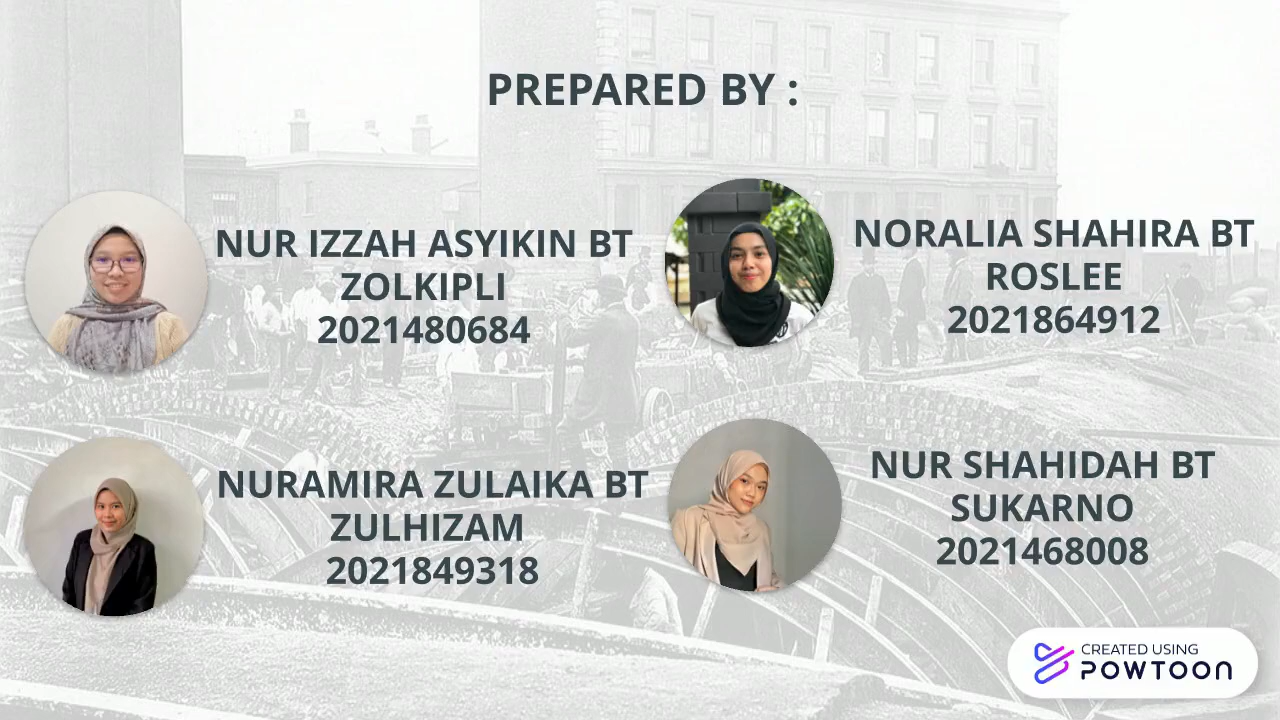 PREPARED BY :
NUR IZZAH ASYIKIN BT
ZOLKIPLI
2021480684
NORALIA SHAHIRA BT
ROSLEE
2021864912
NURAMIRA ZULAIKA BT
ZULHIZAM
2021849318
NUR SHAHIDAH BT
SUKARNO
2021468008
CREATED USING
POWTOON